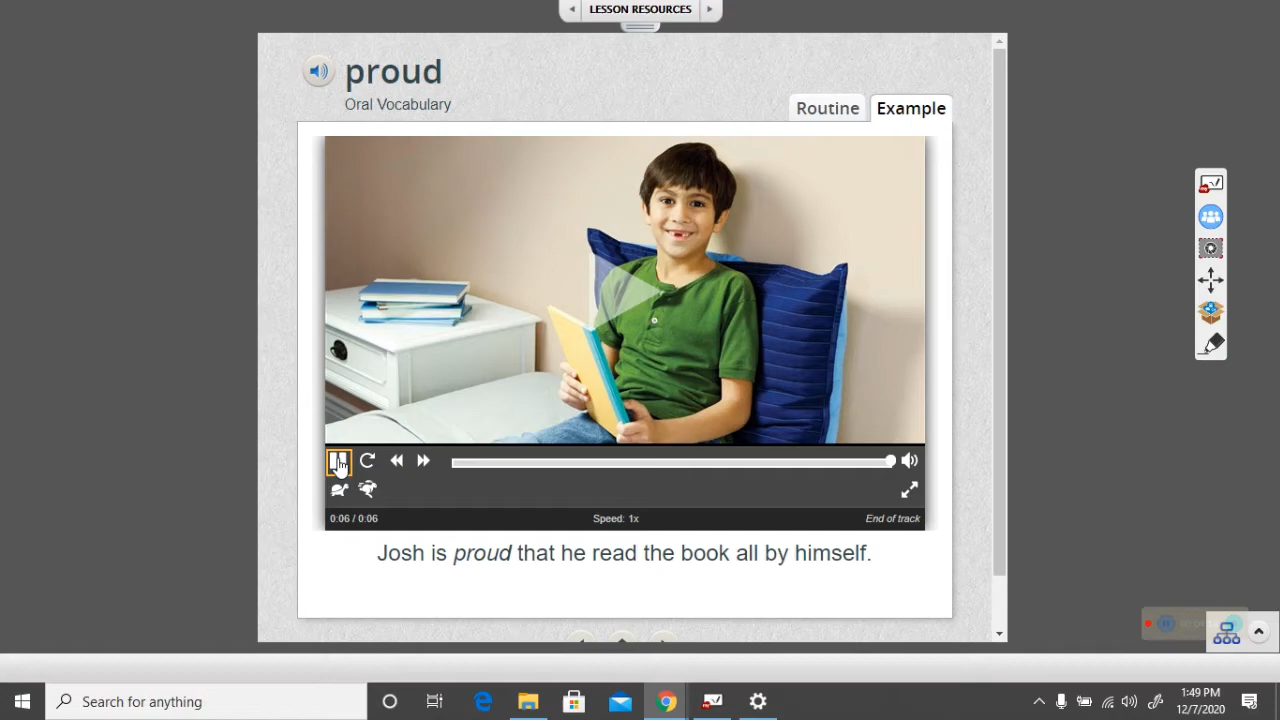 LESSON RESOURCES
proud
Oral Vocabulary
Routine
Example
0:06 / 0:06
Speed: 1x
End of track
Josh is proud that he read the book all by himself.
Search for anything
1:49 PM
12/7/2020